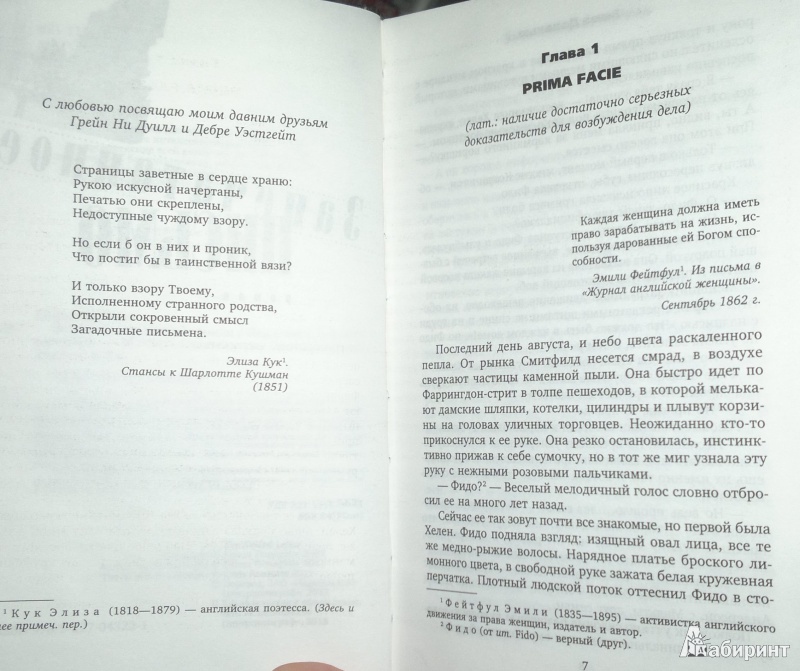 С любовью посвящаю моим давним друзьям
Грейн Ни Дуилл и Дебре Уэстгейт
Страницы заветные в сердце храню:
Рукою искусной начертаны,
Печатью они скреплены,
Недоступные чуждому взору.
Но если б он в них и проник,
Что постиг бы в таинственной вязи?
И только взору Твоему,
Исполненному странного родства,
Открыли сокровенный смысл
Загадочные письмена.
Элиза Кук¹.
Стансы к Шарлотте Кушман
(1851)
¹ Кук Элиза (1818—1879) — английская поэтесса. (Здесь и
лее примеч. пер.)
Глава 1
PRIMA FACIE
(лат.: наличие достаточно серьезных
доказательств для возбуждения дела)
Каждая женщина должна иметь
право зарабатывать на жизнь, ис-
пользуя дарованные ей Богом спо-
собности.
Эмили Фейтфул¹. Из письма в
«Журнал английской женщины».
Сентябрь 1862 г.
Последний день августа, и небо цвета раскаленного
пепла. От рынка Смитфилд несется смрад, в воздухе
сверкают частицы каменной пыли. Она быстро идет по
Фаррингдон-стрит в толпе пешеходов, в которой мелька-
ют дамские шляпки, котелки, цилиндры и плывут корзи-
ны на головах уличных торговцев. Неожиданно кто-то
прикоснулся к ее руке. Она резко остановилась, инстинк-
тивно прижав к себе сумочку, но в тот же миг узнала эту
руку с нежными розовыми пальчиками.
— Фидо?² — Веселый мелодичный голос словно отбро-
сил ее на много лет назад.
Сейчас ее так зовут почти все знакомые, но первой была
Хелен. Фидо подняла взгляд: изящный овал лица, все те
же медно-рыжие волосы. Нарядное платье броского ли-
монного цвета, в свободной руке зажата белая кружевная
перчатка. Плотный людской поток оттеснил Фидо в сто-
¹ Фейтфул Эмили (1835—1895) — активистка английского
движения за права женщин, издатель и автор.
² Фидо (от ит. Fido) — верный (друг).
7
Лабиринт